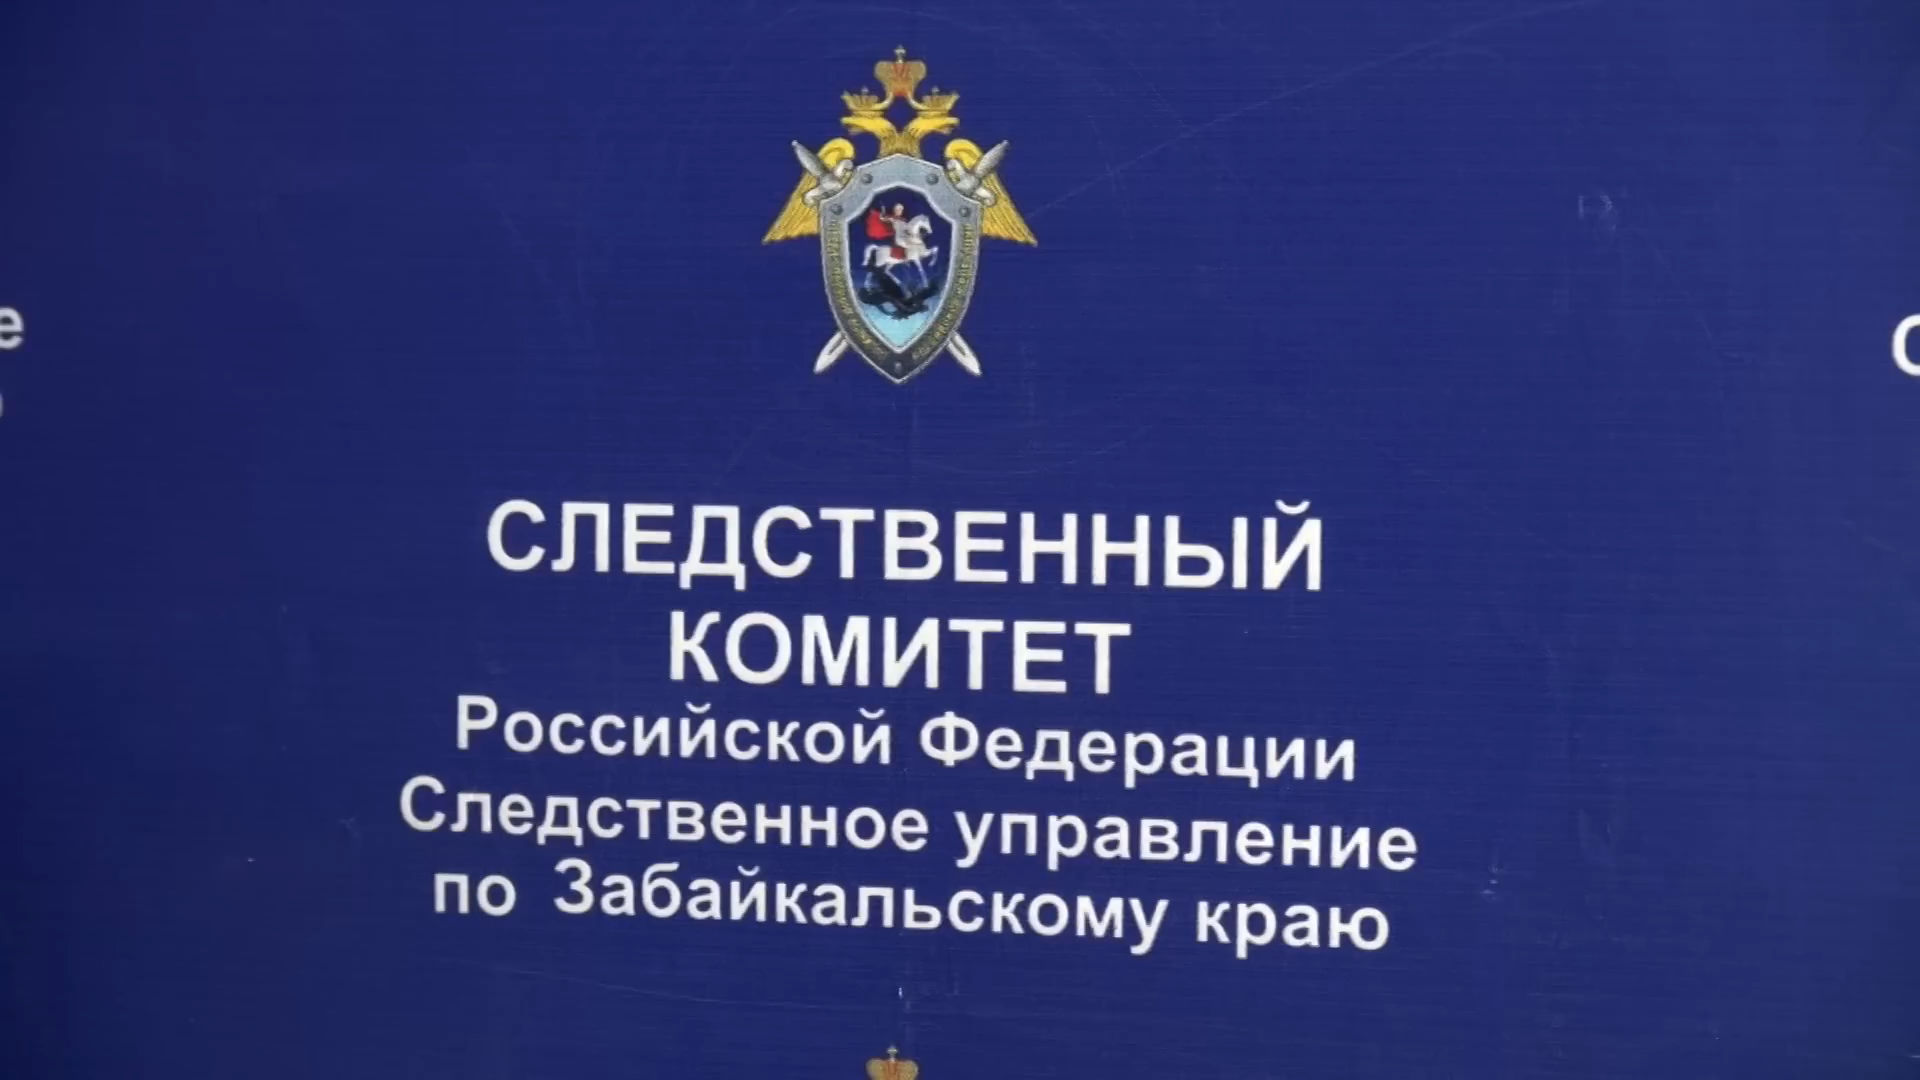 СЛЕДСТВЕННЫЙ
КОМИТЕТ
Российской Федерации
Следственное управление
по Забайкальскому краю